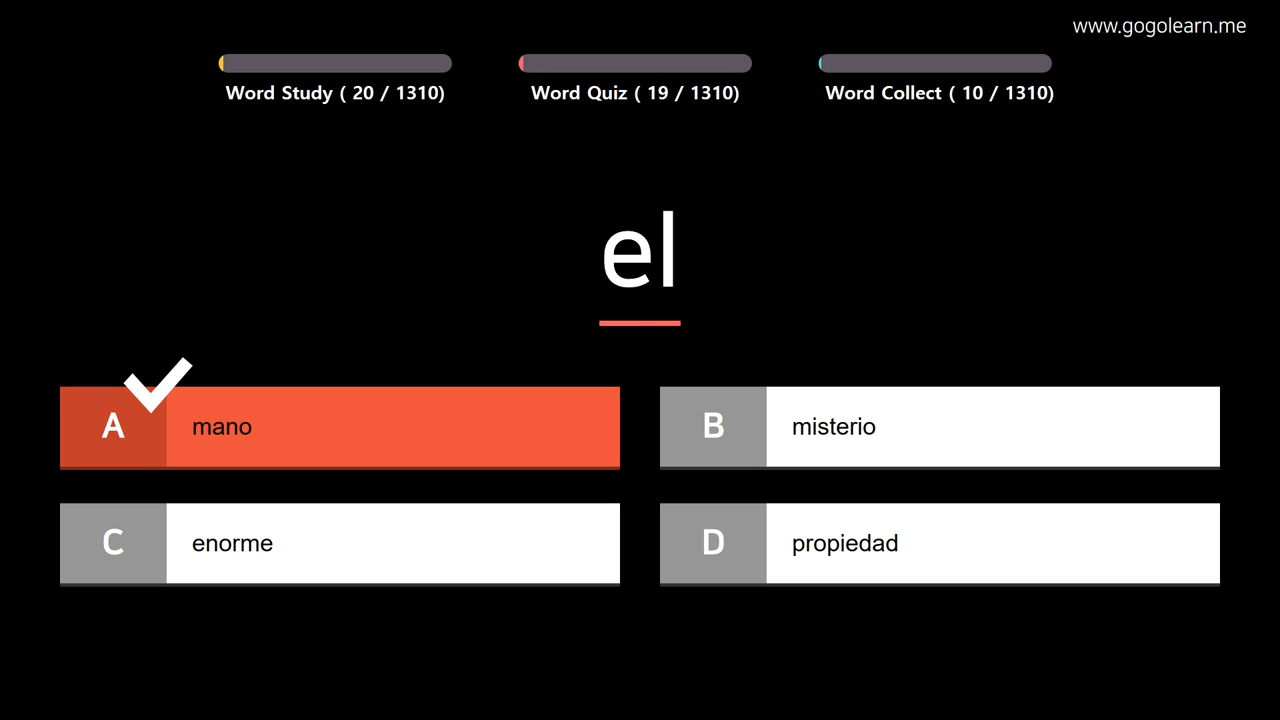 www.gogolearn.me
Word Study ( 20 / 1310)
Word Quiz ( 19 / 1310)
Word Collect ( 10 / 1310)
el
A mano
B misterio
C enorme
D propiedad